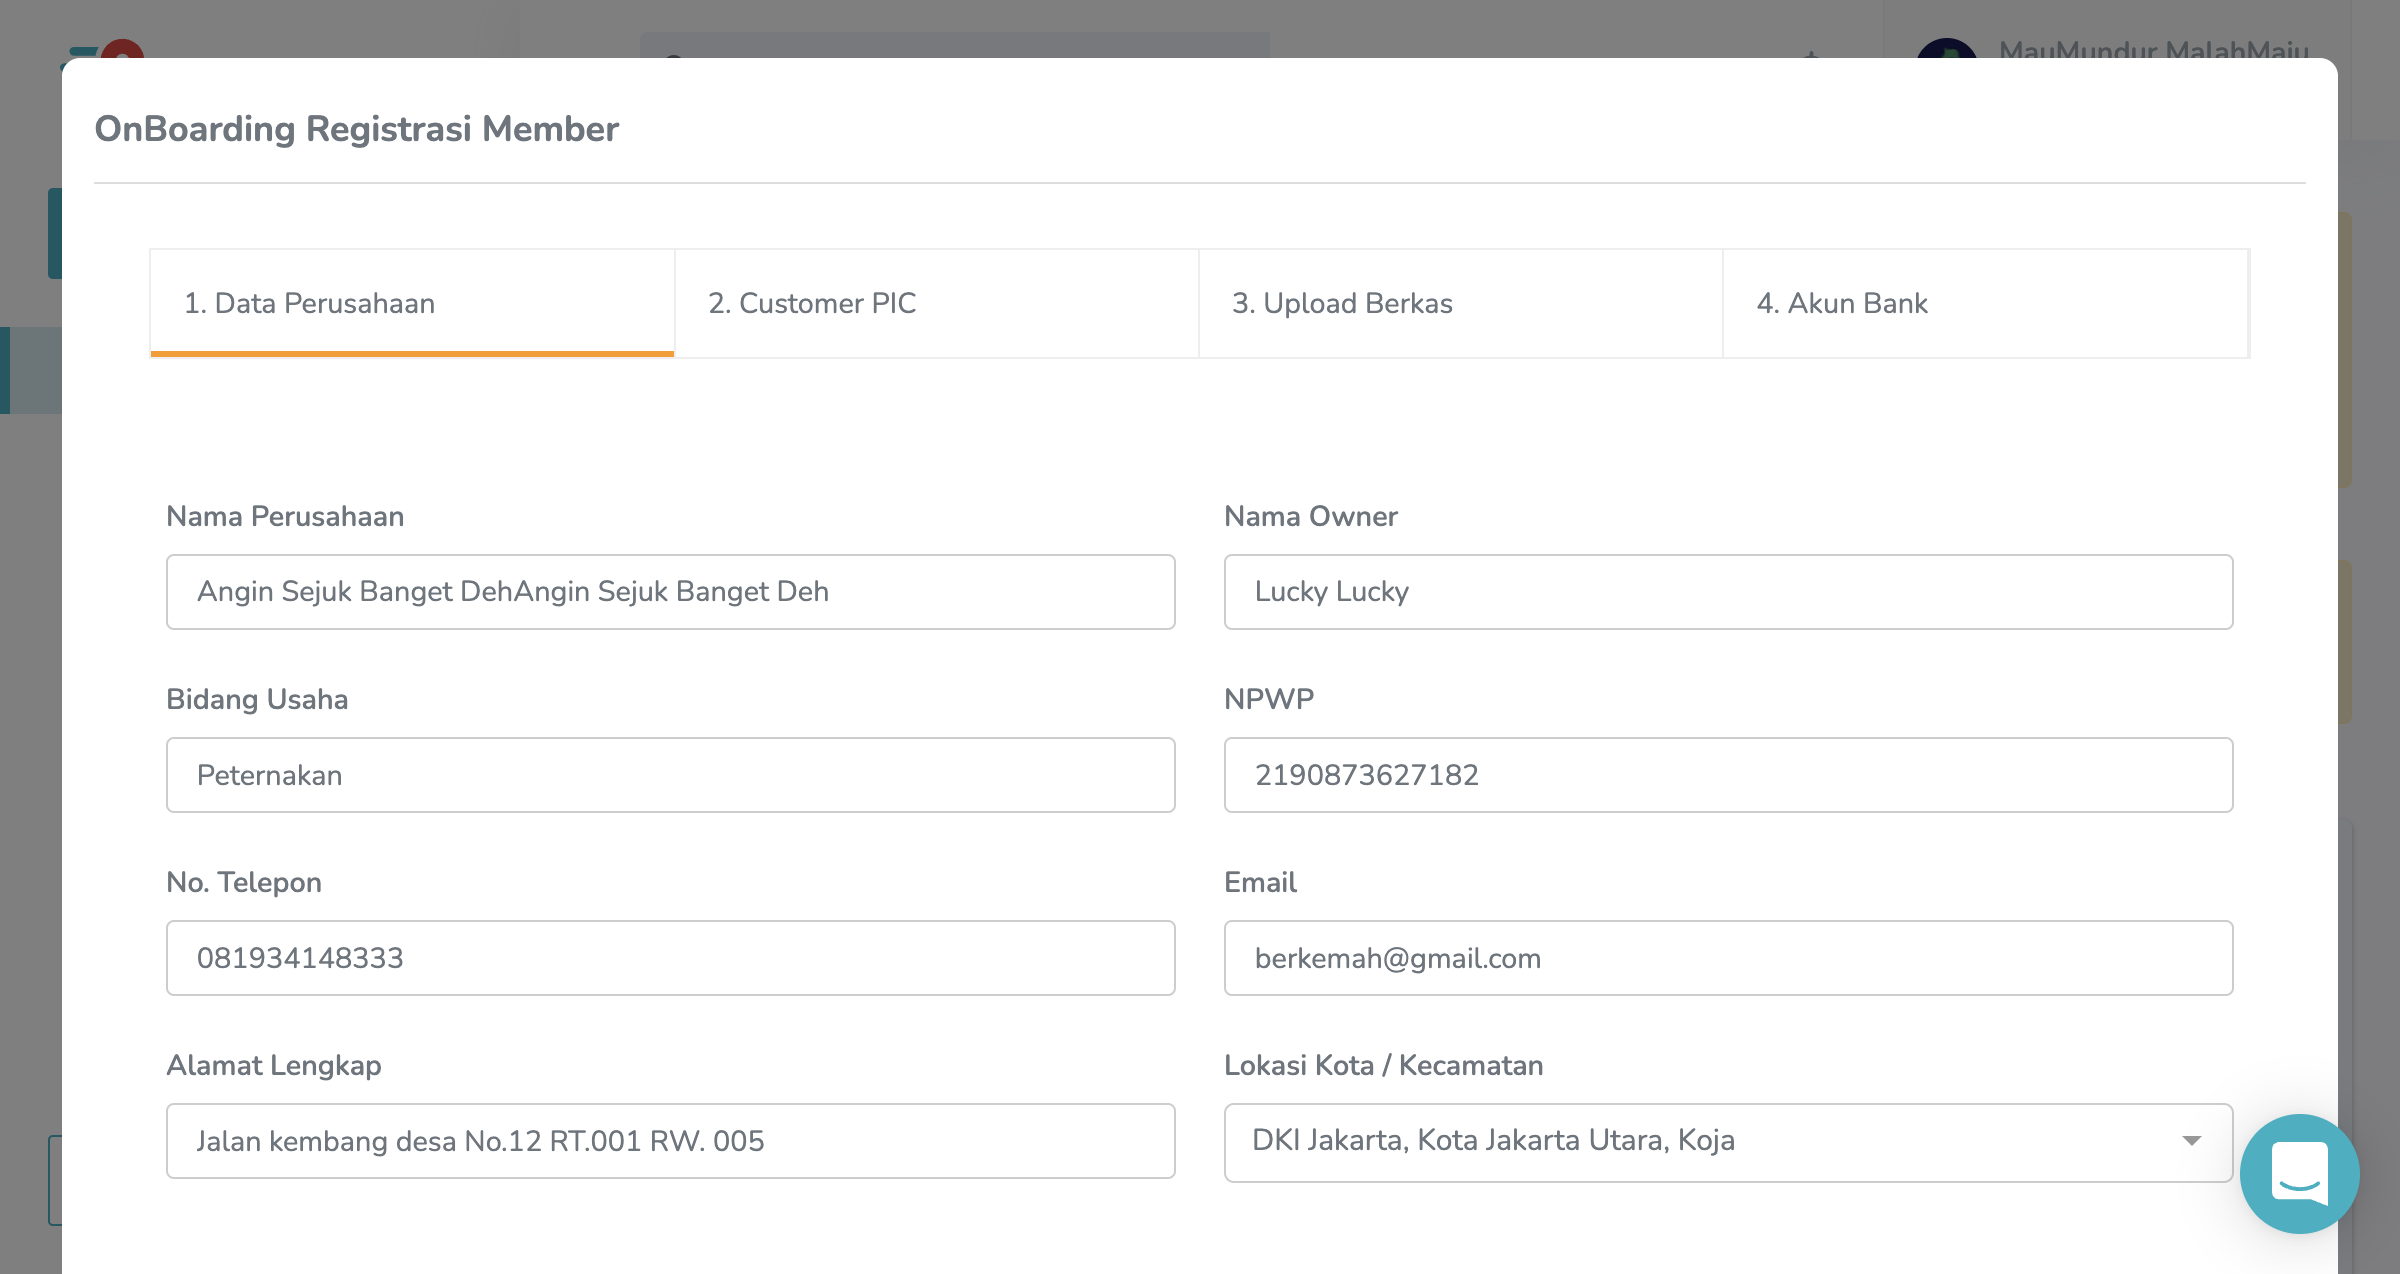 MauMundur MalahMaju
OnBoarding Registrasi Member
1. Data Perusahaan
2. Customer PIC
3. Upload Berkas
4. Akun Bank
Nama Perusahaan
Nama Owner
Angin Sejuk Banget DehAngin Sejuk Banget Deh
Lucky Lucky
Bidang Usaha
NPWP
Peternakan
2190873627182
No. Telepon
Email
081934148333
berkemah@gmail.com
Alamat Lengkap
Lokasi Kota / Kecamatan
Jalan kembang desa No.12 RT.001 RW. 005
DKI Jakarta, Kota Jakarta Utara, Koja